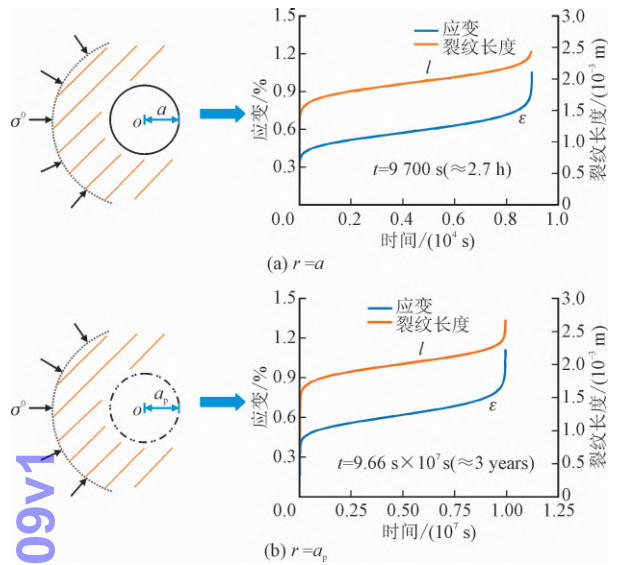 σ⁰
o
a
应变/%
1.5
1.2
0.9
0.6
0.3
0.0
应变
裂纹长度
l
ε
t=9 700 s(≈2.7 h)
3.0
2.5
2.0
1.5
1.0
0.5
0
裂纹长度/(10⁻³ m)
0.2 0.4 0.6 0.8 1.0
时间/(10⁴ s)
(a) r =a
σ⁰
o
aₚ
应变/%
1.5
1.2
0.9
0.6
0.3
0.0
应变
裂纹长度
l
ε
t=9.66 s×10⁷s(≈3 years)
3.0
2.5
2.0
1.5
1.0
0.5
0
裂纹长度/(10⁻³ m)
0.25 0.50 0.75 1.00 1.25
时间/(10⁷ s)
(b) r =aₚ
09v1